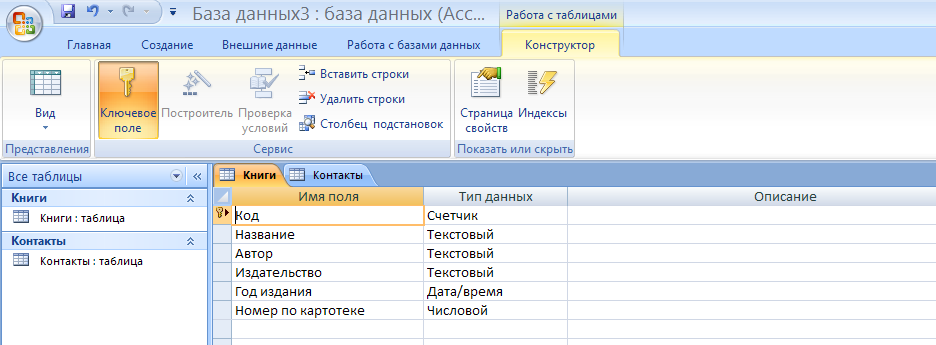 База данных3 : база данных (Acc...
Работа с таблицами
Главная Создание Внешние данные Работа с базами данных Конструктор
Вид
Представления
Ключевое поле
Построитель
Проверка условий
Вставить строки
Удалить строки
Столбец подстановок
Сервис
Страница свойств
Индексы
Показать или скрыть
Все таблицы
Книги
Книги : таблица
Контакты
Контакты : таблица
Книги Контакты
Имя поля Тип данных Описание
Код Счетчик
Название Текстовый
Автор Текстовый
Издательство Текстовый
Год издания Дата/время
Номер по картотеке Числовой